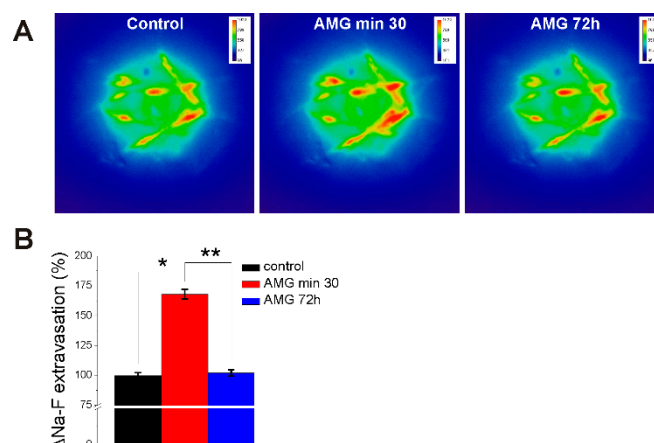 A
Control
AMG min 30
AMG 72h
B
ΔNa-F extravasation (%)
200
175
150
125
100
75
0
*
**
control
AMG min 30
AMG 72h